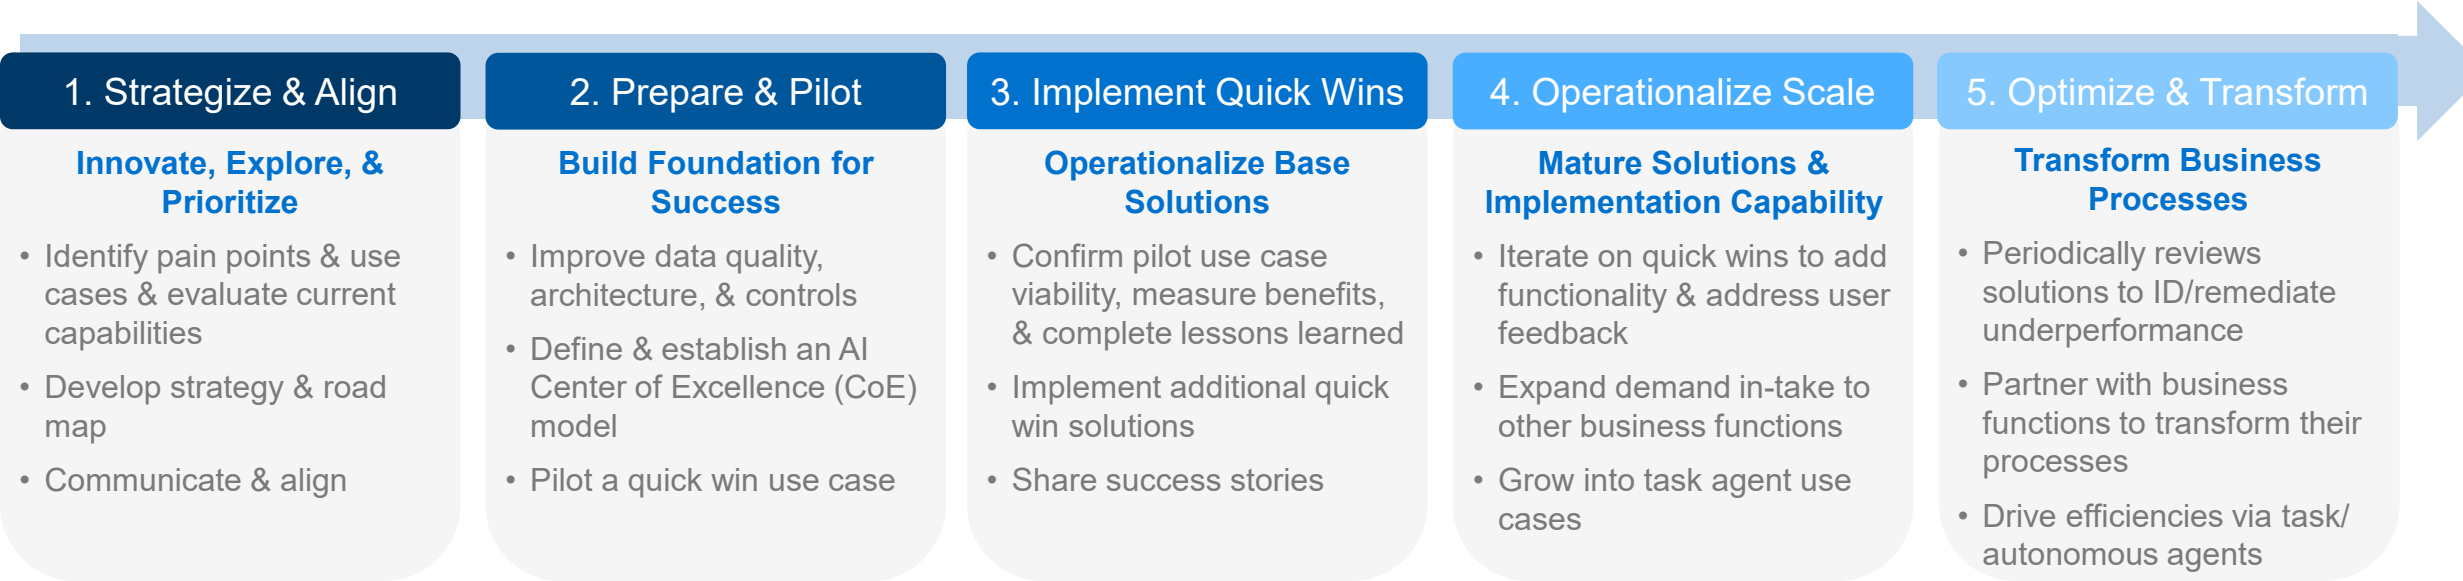 1. Strategize & Align
Innovate, Explore, &
Prioritize
• Identify pain points & use
cases & evaluate current
capabilities
• Develop strategy & road
map
• Communicate & align
2. Prepare & Pilot
Build Foundation for
Success
• Improve data quality,
architecture, & controls
• Define & establish an AI
Center of Excellence (CoE)
model
• Pilot a quick win use case
3. Implement Quick Wins
Operationalize Base
Solutions
• Confirm pilot use case
viability, measure benefits,
& complete lessons learned
• Implement additional quick
win solutions
• Share success stories
4. Operationalize Scale
Mature Solutions &
Implementation Capability
• Iterate on quick wins to add
functionality & address user
feedback
• Expand demand in-take to
other business functions
• Grow into task agent use
cases
5. Optimize & Transform
Transform Business
Processes
• Periodically reviews
solutions to ID/remediate
underperformance
• Partner with business
functions to transform their
processes
• Drive efficiencies via task/
autonomous agents